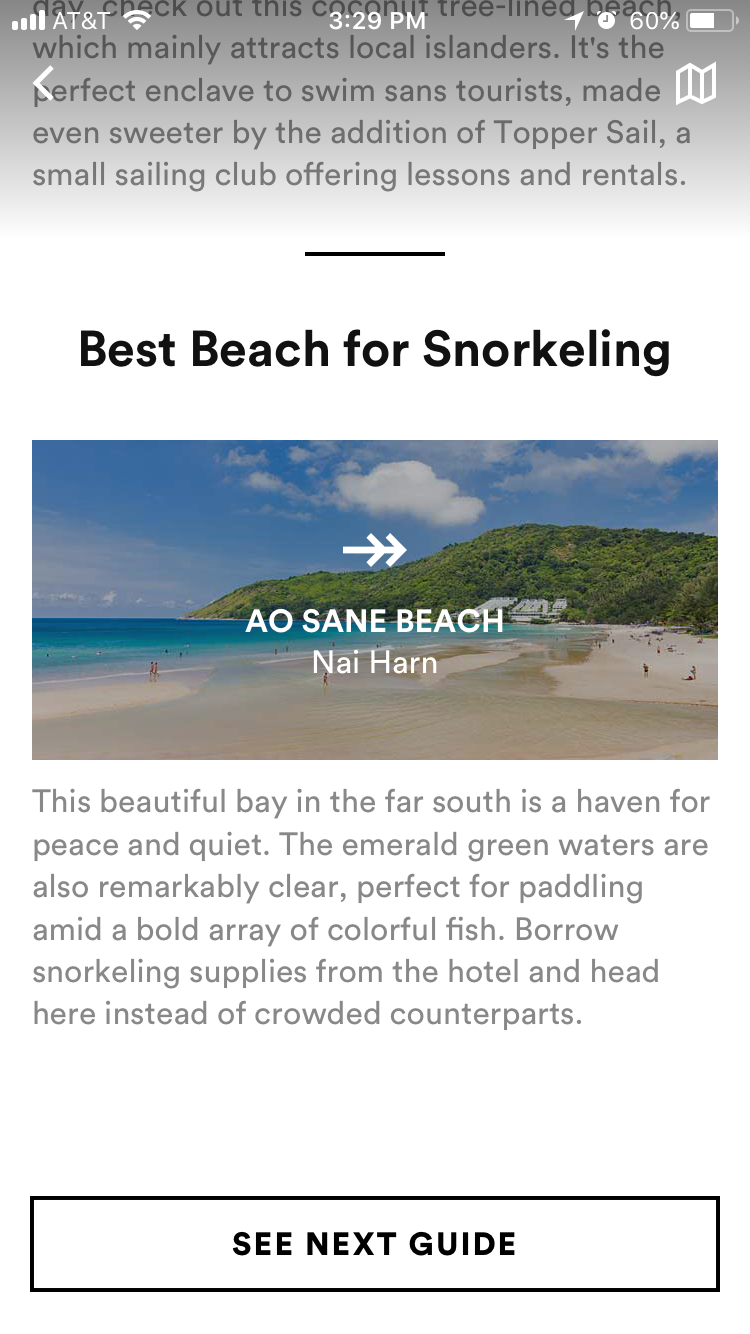 day, check out this coconut tree-lined beach,
AT&T 3:29 PM 60%
which mainly attracts local islanders. It's the
perfect enclave to swim sans tourists, made
even sweeter by the addition of Topper Sail, a
small sailing club offering lessons and rentals.
Best Beach for Snorkeling
AO SANE BEACH
Nai Harn
This beautiful bay in the far south is a haven for
peace and quiet. The emerald green waters are
also remarkably clear, perfect for paddling
amid a bold array of colorful fish. Borrow
snorkeling supplies from the hotel and head
here instead of crowded counterparts.
SEE NEXT GUIDE